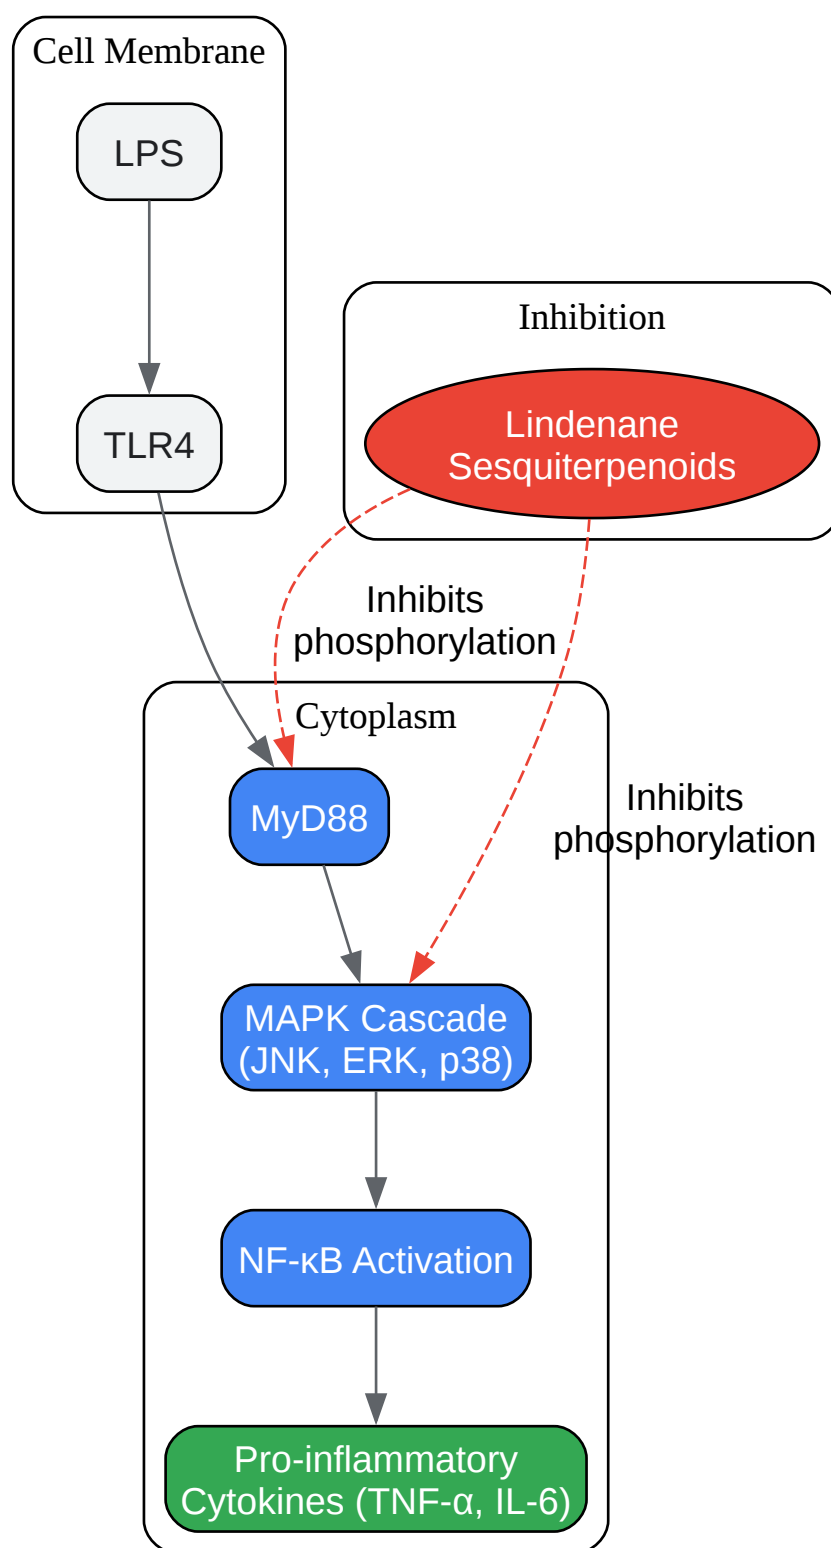 Cell Membrane
LPS
TLR4
Inhibition
Lindenane
Sesquiterpenoids
Inhibits
phosphorylation
Cytoplasm
MyD88
Inhibits
phosphorylation
MAPK Cascade
(JNK, ERK, p38)
NF-κB Activation
Pro-inflammatory
Cytokines (TNF-α, IL-6)